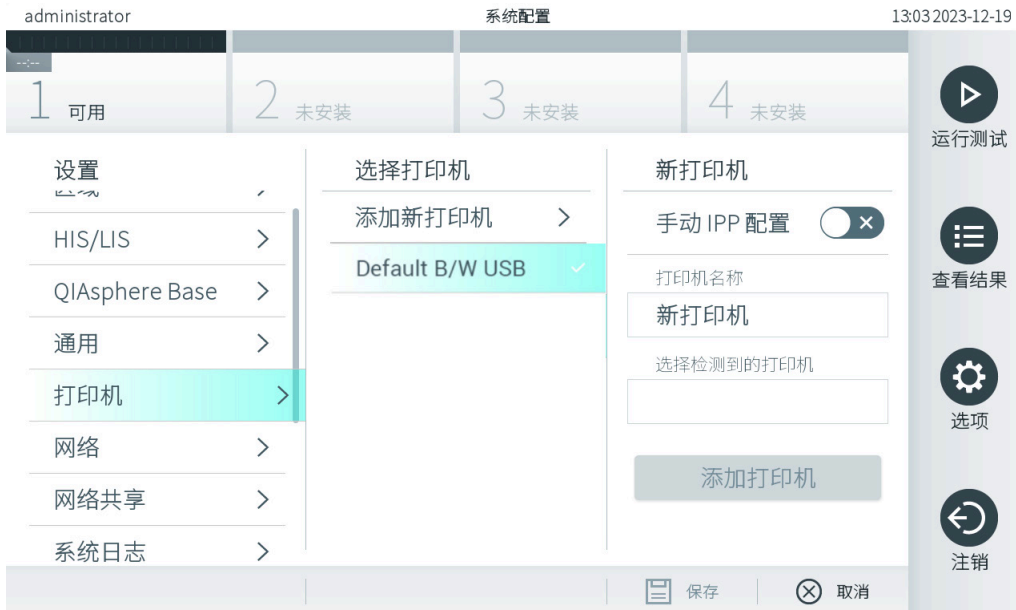 administrator
系统配置
13:03 2023-12-19
--:--
1 可用
2 未安装
3 未安装
4 未安装
运行测试
查看结果
选项
注销
设置
区域
HIS/LIS
QIAsphere Base
通用
打印机
网络
网络共享
系统日志
选择打印机
添加新打印机
Default B/W USB
新打印机
手动 IPP 配置
打印机名称
新打印机
选择检测到的打印机
添加打印机
保存
取消